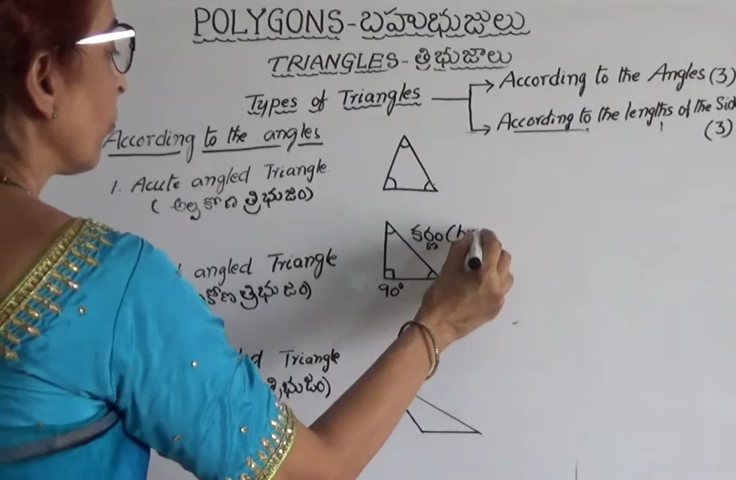 POLYGONS - బహుభుజులు
TRIANGLES - త్రిభుజాలు
Types of Triangles
According to the Angles (3)
According to the lengths of the Sid
(3)
According to the angles
1. Acute angled Triangle
( అల్పకోణ త్రిభుజం)
angled Triangle
కోణ త్రిభుజం)
కర్ణం (h
90°
Triangle
త్రిభుజం)